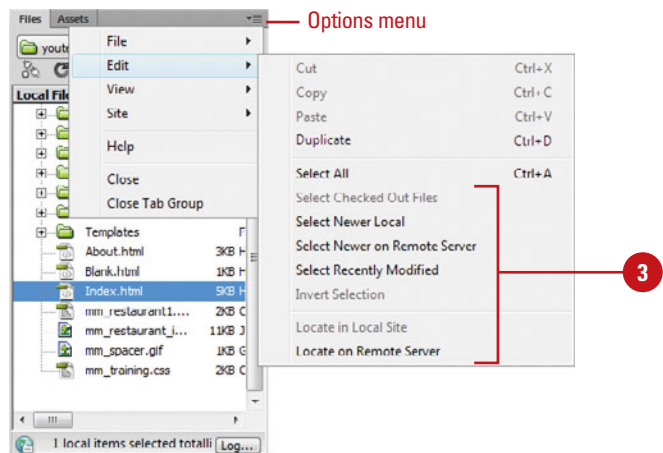 Files Assets
Options menu
youte
File
Edit
View
Site
Help
Close
Close Tab Group
Cut Ctrl+X
Copy Ctrl+C
Paste Ctrl+V
Duplicate Ctrl+D
Select All Ctrl+A
Select Checked Out Files
Select Newer Local
Select Newer on Remote Server
Select Recently Modified
Invert Selection
Locate in Local Site
Locate on Remote Server
3
Local File
Templates F
About.html 3KB H
Blank.html 1KB H
Index.html 5KB H
mm_restaurant1.... 2KB C
mm_restaurant_i... 11KB J
mm_spacer.gif 1KB G
mm_training.css 2KB C
1 local items selected totalli Log...